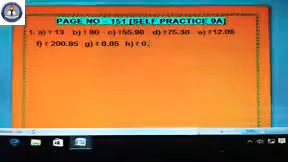 PAGE NO - 151 [SELF PRACTICE 9A]
1. a) ₹ 13 b) ₹ 80 c) ₹55.90 d) ₹75.30 e) ₹12.06
f) ₹ 200.85 g) ₹ 0.85 h) ₹ 0.